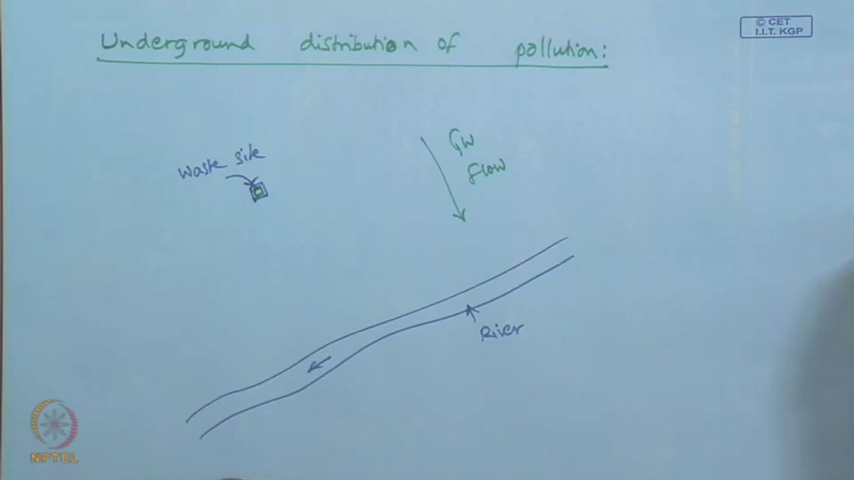 © CET
I.I.T. KGP
Underground distribution of pollution:
Waste site
GW
flow
River
NPTEL